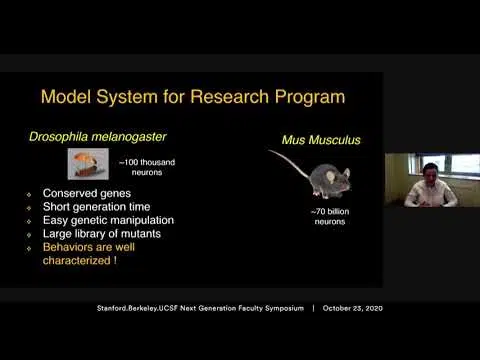 Model System for Research Program
Drosophila melanogaster
Mus Musculus
~100 thousand
neurons
~70 billion
neurons
Conserved genes
Short generation time
Easy genetic manipulation
Large library of mutants
Behaviors are well
characterized !
Stanford.Berkeley.UCSF Next Generation Faculty Symposium | October 23, 2020